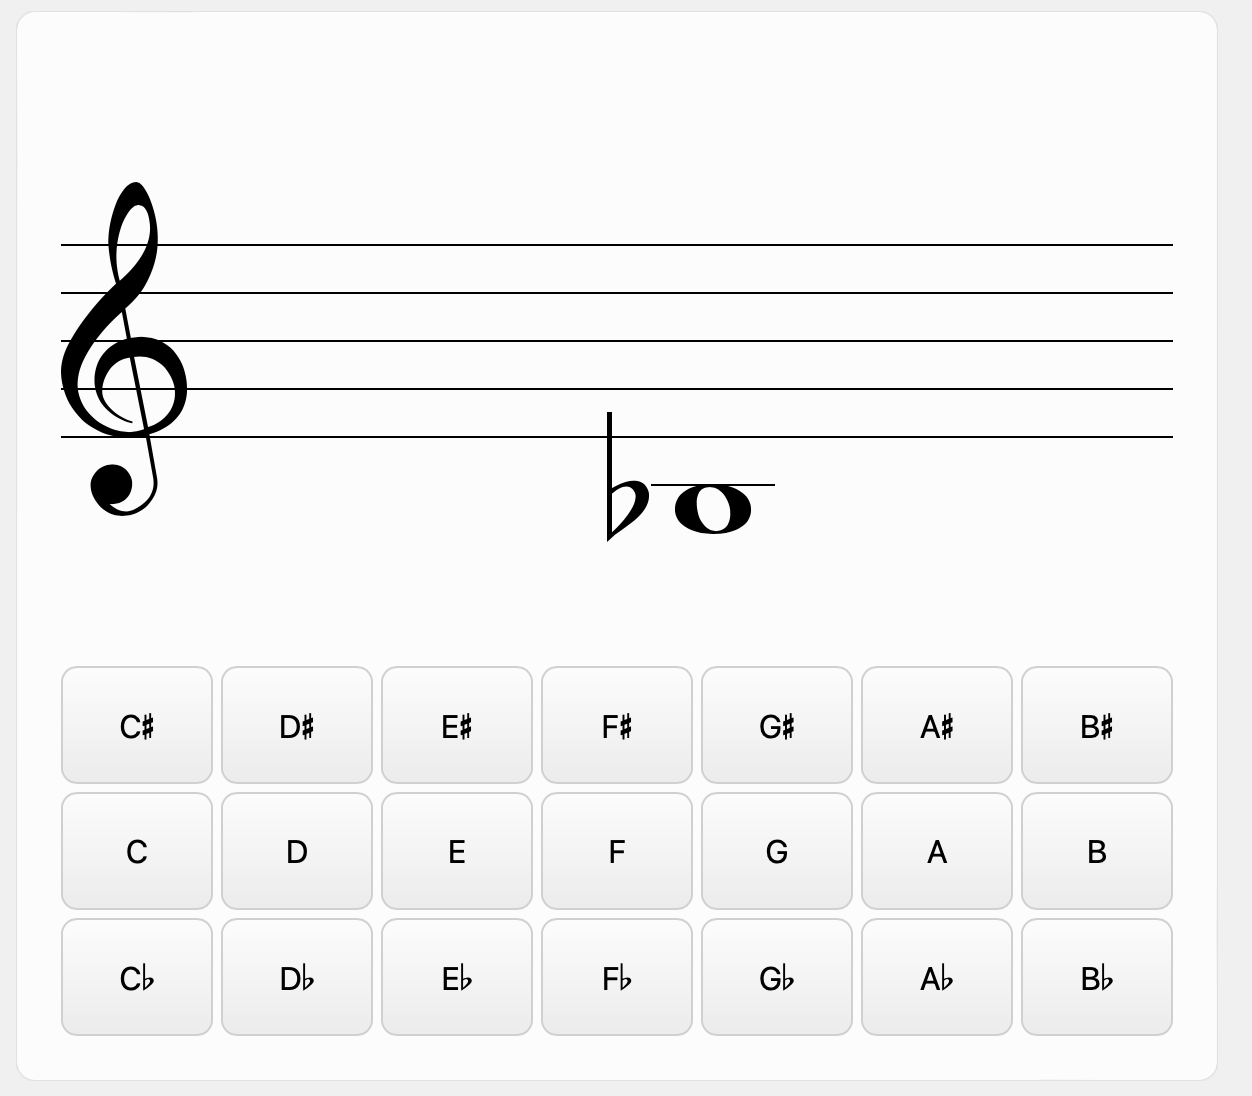 C♯ D♯ E♯ F♯ G♯ A♯ B♯
C D E F G A B
C♭ D♭ E♭ F♭ G♭ A♭ B♭